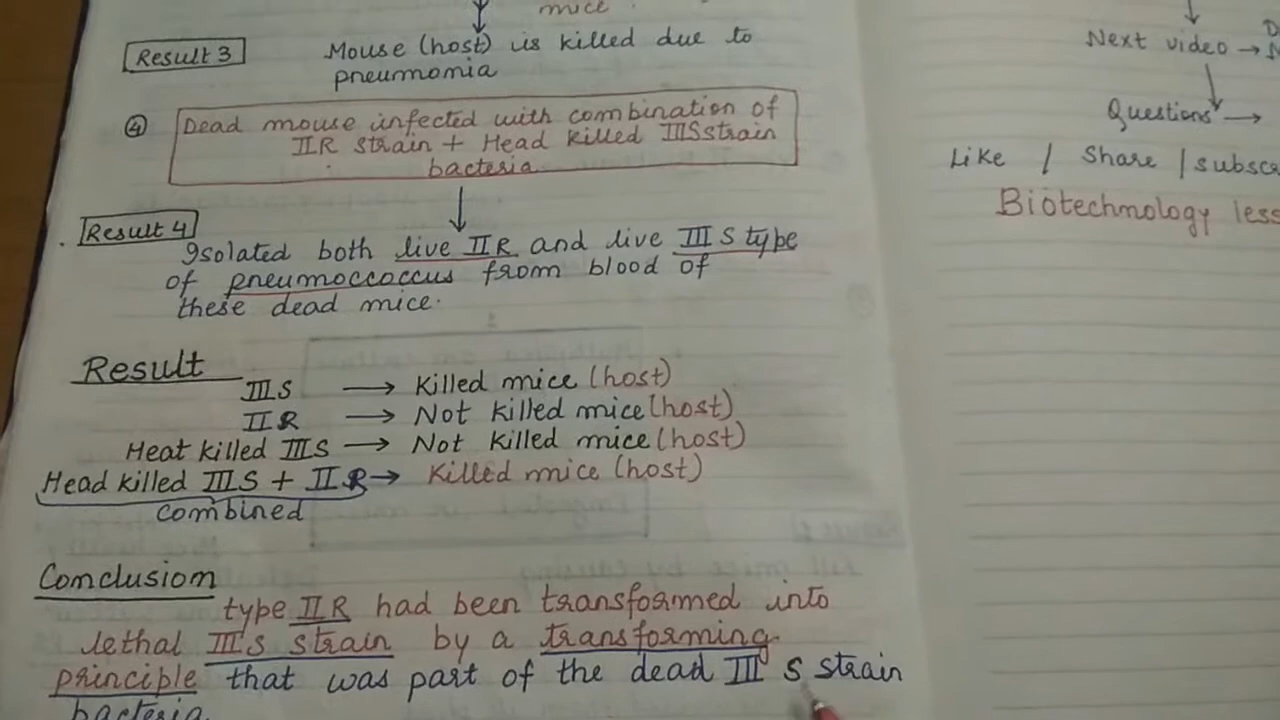 mice.
Result 3
Mouse (host) is killed due to
pneumonia
④ Dead mouse infected with combination of
IIR strain + Head killed IIIS strain
bacteria.
Result 4
Isolated both live IIR and live III S type
of pneumoccoccus from blood of
these dead mice.
Result
IIIS → Killed mice (host)
IIR → Not killed mice (host)
Heat killed IIIS → Not killed mice (host)
Head killed IIIS + IIR → Killed mice (host)
combined
Conclusion
type IIR had been transformed into
lethal III S strain by a transforming
principle that was part of the dead III S strain
bacteria.
Next video →
Questions →
Like / Share / subsc
Biotechnology less